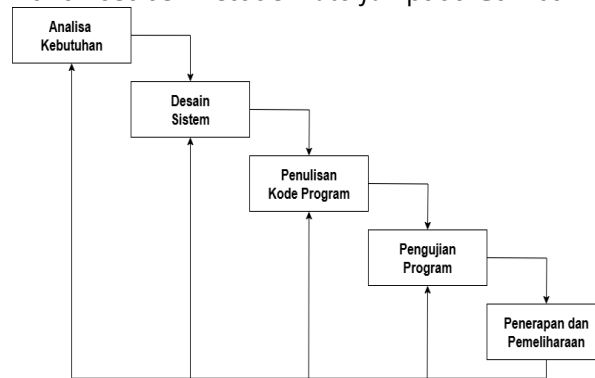 Analisa
Kebutuhan
Desain
Sistem
Penulisan
Kode Program
Pengujian
Program
Penerapan dan
Pemeliharaan